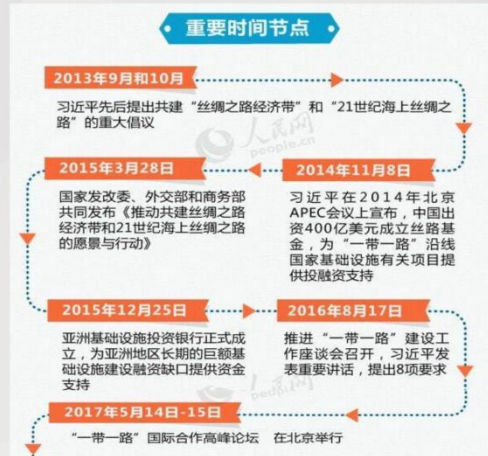 重要时间节点
2013年9月和10月
习近平先后提出共建“丝绸之路经济带”和“21世纪海上丝绸之
路”的重大倡议
人民网
people.cn
2014年11月8日
习近平在2014年北京
APEC会议上宣布，中国出
资400亿美元成立丝路基
金，为“一带一路”沿线
国家基础设施有关项目提
供投融资支持
2015年3月28日
国家发改委、外交部和商务部
共同发布《推动共建丝绸之路
经济带和21世纪海上丝绸之路
的愿景与行动》
2015年12月25日
亚洲基础设施投资银行正式成
立，为亚洲地区长期的巨额基
础设施建设融资缺口提供资金
支持
2016年8月17日
推进“一带一路”建设工
作座谈会召开，习近平发
表重要讲话，提出8项要求
人民网
2017年5月14日-15日
“一带一路”国际合作高峰论坛 在北京举行